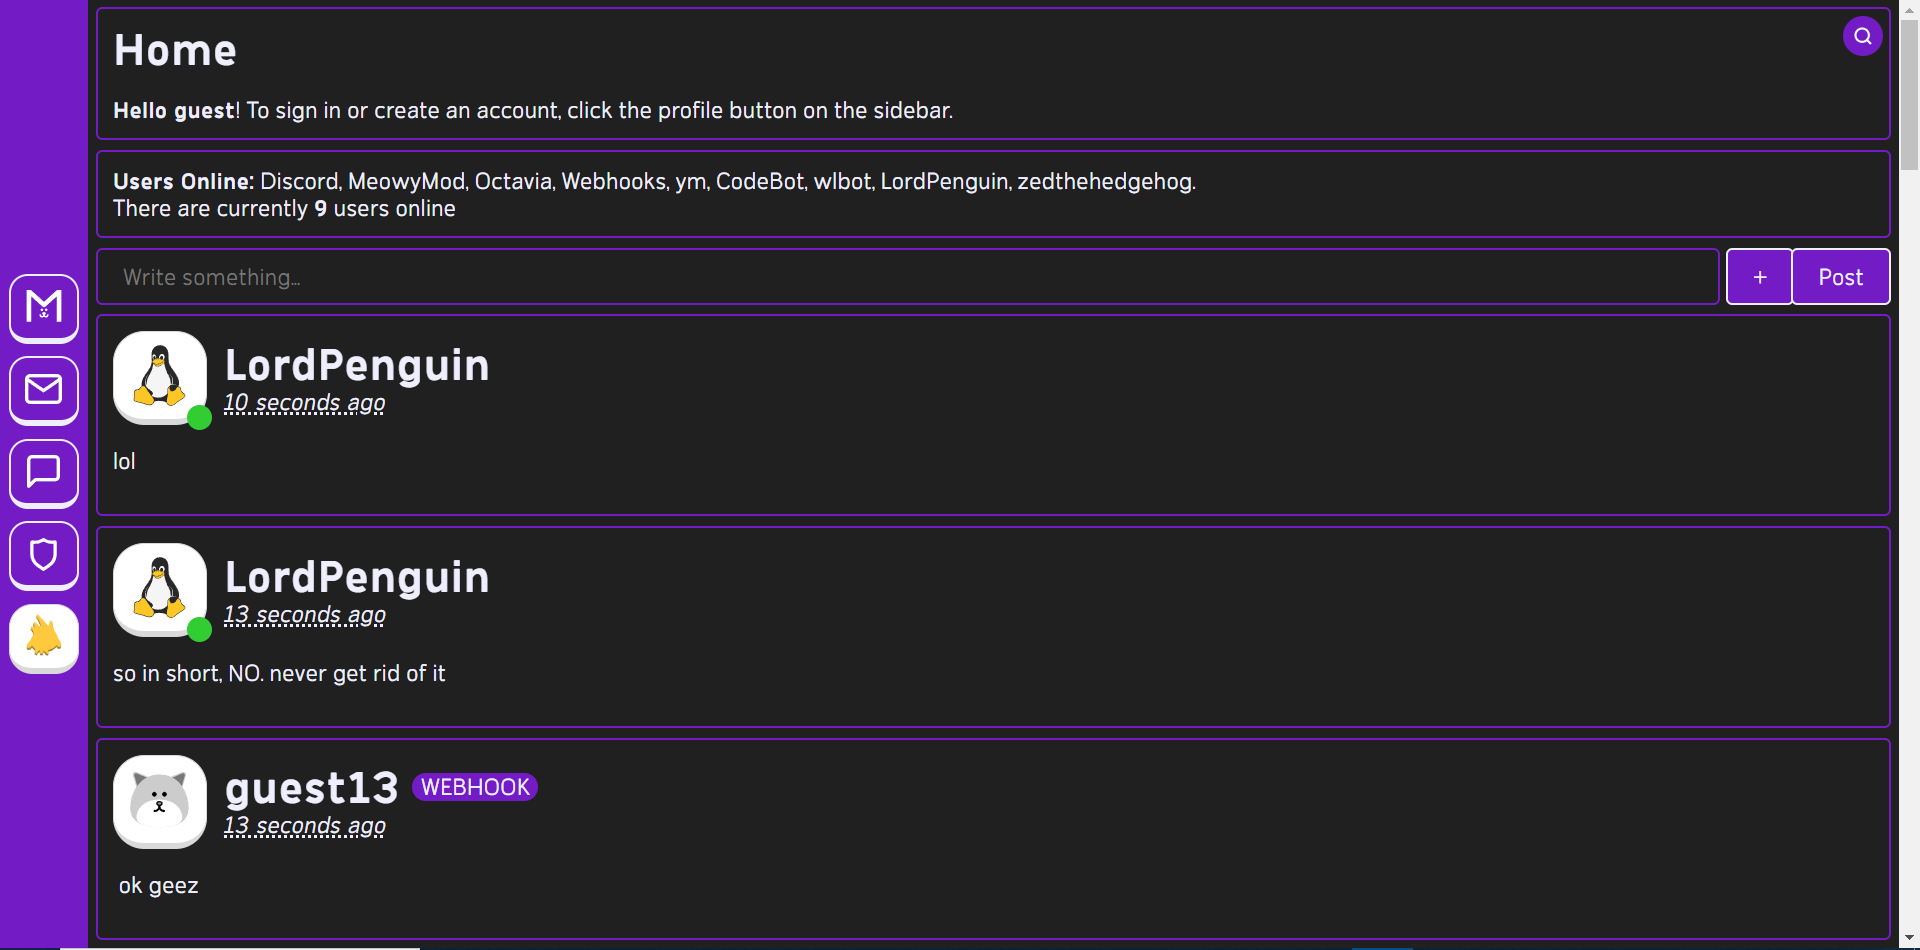 Home
Hello guest! To sign in or create an account, click the profile button on the sidebar.
Users Online: Discord, MeowyMod, Octavia, Webhooks, ym, CodeBot, wlbot, LordPenguin, zedthehedgehog.
There are currently 9 users online
Write something...
+ Post
M
LordPenguin
10 seconds ago
lol
LordPenguin
13 seconds ago
so in short, NO. never get rid of it
guest13 WEBHOOK
13 seconds ago
ok geez